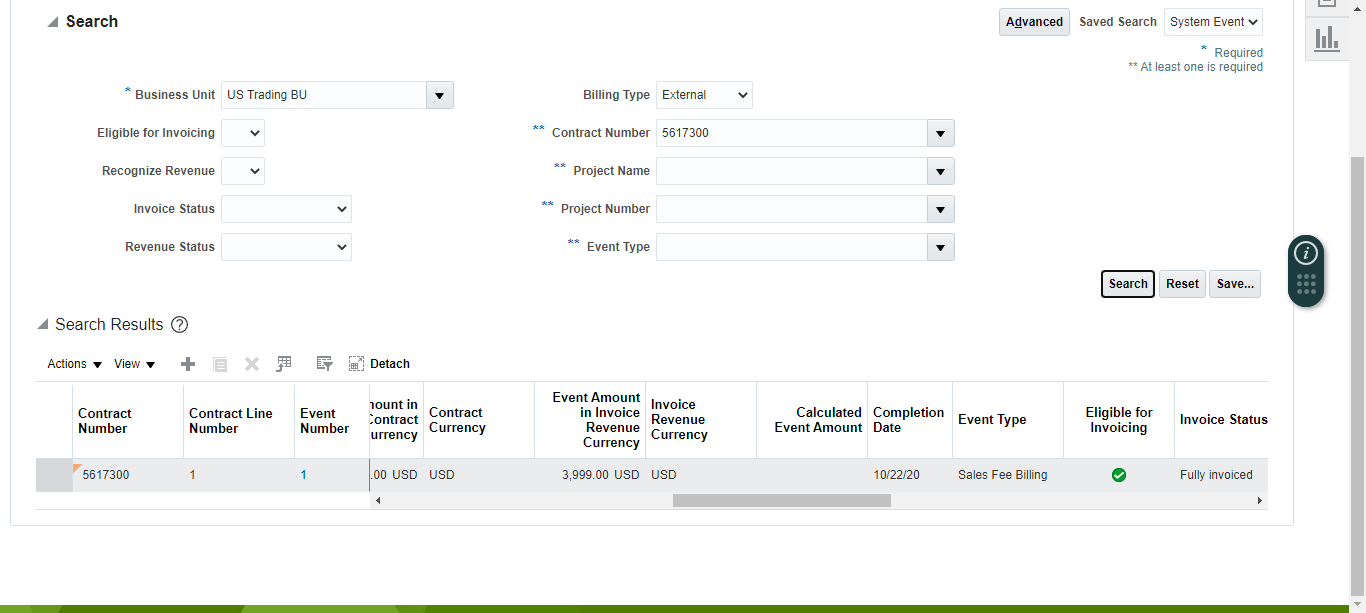 Search
Advanced Saved Search System Event
* Required
** At least one is required
* Business Unit US Trading BU
Billing Type External
Eligible for Invoicing
** Contract Number 5617300
Recognize Revenue
** Project Name
Invoice Status
** Project Number
Revenue Status
** Event Type
Search Reset Save...
Search Results ?
Actions View Detach
Contract
Number
Contract Line
Number
Event
Number
ount in
Contract
urrency
Contract
Currency
Event Amount
in Invoice
Revenue
Currency
Invoice
Revenue
Currency
Calculated
Event Amount
Completion
Date
Event Type
Eligible for
Invoicing
Invoice Status
5617300 1 1 .00 USD USD 3,999.00 USD USD 10/22/20 Sales Fee Billing Fully invoiced